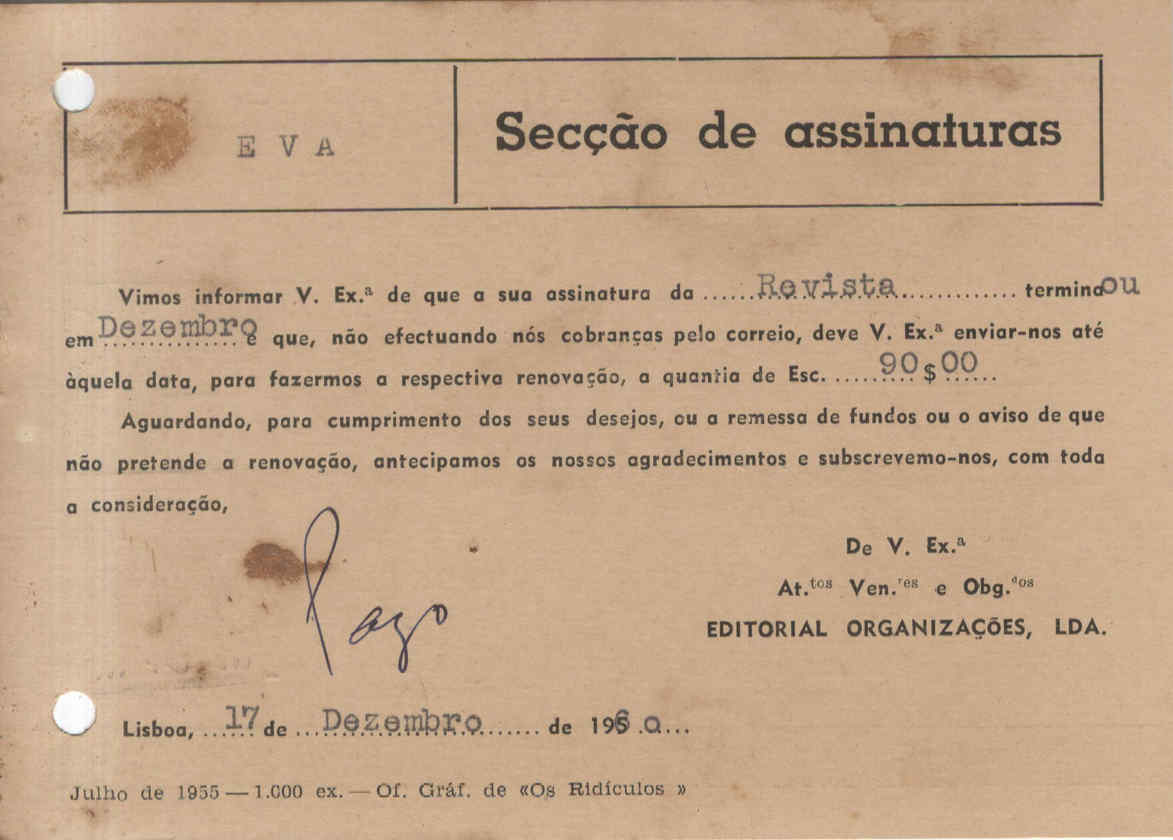 EVA
Secção de assinaturas
Vimos informar V. Ex.ª de que a sua assinatura da ......Revista............. terminaou
em Dezembro e que, não efectuando nós cobranças pelo correio, deve V. Ex.ª enviar-nos até
àquela data, para fazermos a respectiva renovação, a quantia de Esc. ....90$00...
Aguardando, para cumprimento dos seus desejos, ou a remessa de fundos ou o aviso de que
não pretende a renovação, antecipamos os nossos agradecimentos e subscrevemo-nos, com toda
a consideração,
De V. Ex.ª
At.tos Ven.res e Obg.dos
EDITORIAL ORGANIZAÇÕES, LDA.
Pago
Lisboa, ...17 de ...Dezembro....... de 1960...
Julho de 1955 — 1.000 ex. — Of. Gráf. de «Os Ridículos »